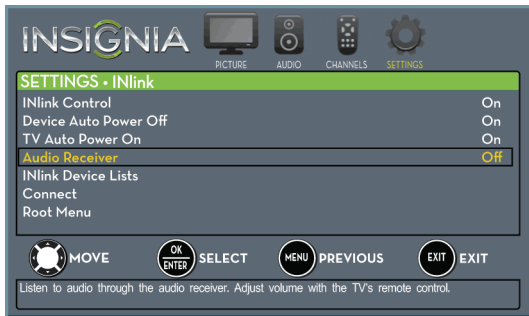 INSIGNIA
PICTURE AUDIO CHANNELS SETTINGS
SETTINGS • INlink
INlink Control On
Device Auto Power Off On
TV Auto Power On On
Audio Receiver Off
INlink Device Lists
Connect
Root Menu
MOVE OK ENTER SELECT MENU PREVIOUS EXIT EXIT
Listen to audio through the audio receiver. Adjust volume with the TV's remote control.